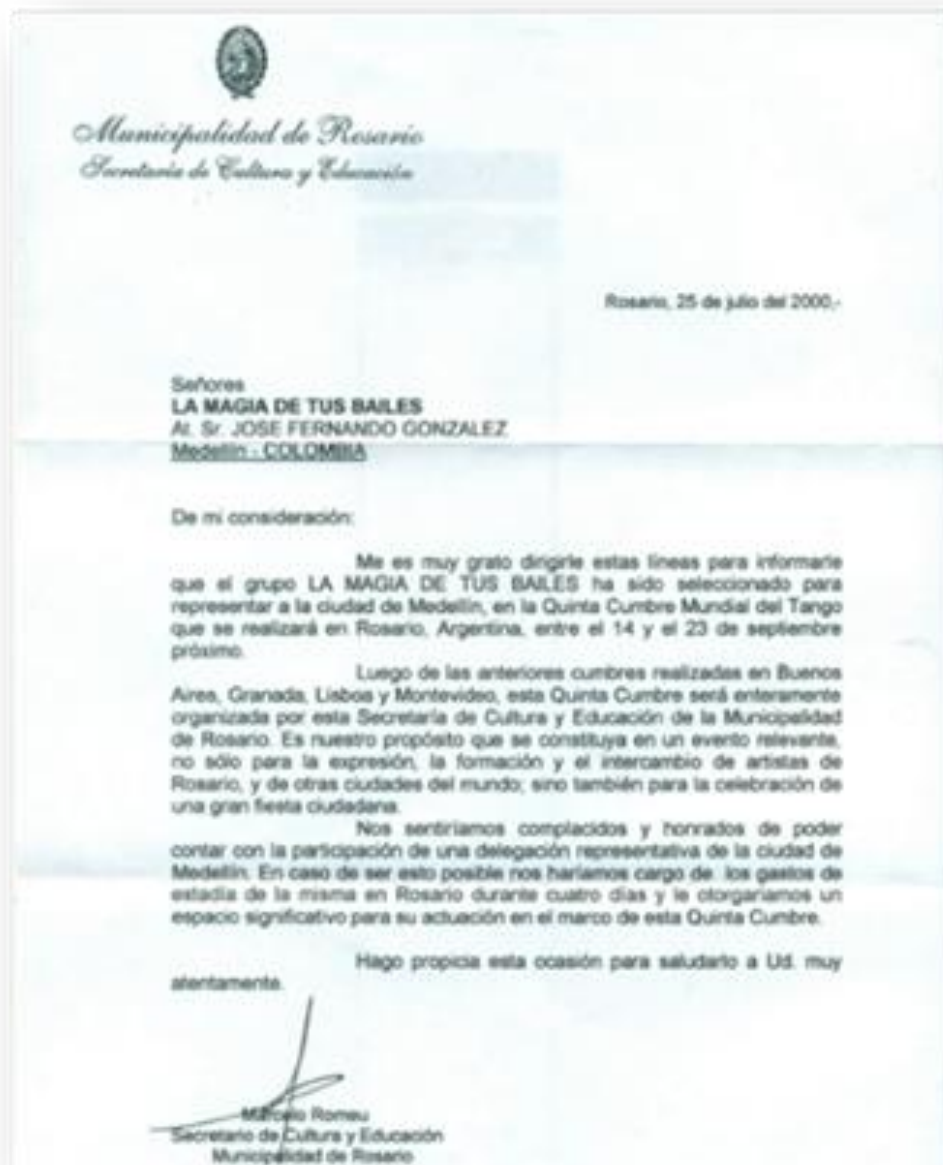 Municipalidad de Rosario
Secretaría de Cultura y Educación
Rosario, 25 de julio del 2000,-
Señores
LA MAGIA DE TUS BAILES
At. Sr. JOSE FERNANDO GONZALEZ
Medellín - COLOMBIA
De mi consideración:
Me es muy grato dirigirle estas líneas para informarle
que el grupo LA MAGIA DE TUS BAILES ha sido seleccionado para
representar a la ciudad de Medellín, en la Quinta Cumbre Mundial del Tango
que se realizará en Rosario, Argentina, entre el 14 y el 23 de septiembre
próximo.
Luego de las anteriores cumbres realizadas en Buenos
Aires, Granada, Lisboa y Montevideo, esta Quinta Cumbre será enteramente
organizada por esta Secretaría de Cultura y Educación de la Municipalidad
de Rosario. Es nuestro propósito que se constituya en un evento relevante,
no sólo para la expresión, la formación y el intercambio de artistas de
Rosario, y de otras ciudades del mundo; sino también para la celebración de
una gran fiesta ciudadana.
Nos sentiríamos complacidos y honrados de poder
contar con la participación de una delegación representativa de la ciudad de
Medellín. En caso de ser esto posible nos haríamos cargo de los gastos de
estadía de la misma en Rosario durante cuatro días y le otorgaríamos un
espacio significativo para su actuación en el marco de esta Quinta Cumbre.
Hago propicia esta ocasión para saludarlo a Ud. muy
atentamente.
Marcelo Romeu
Secretario de Cultura y Educación
Municipalidad de Rosario